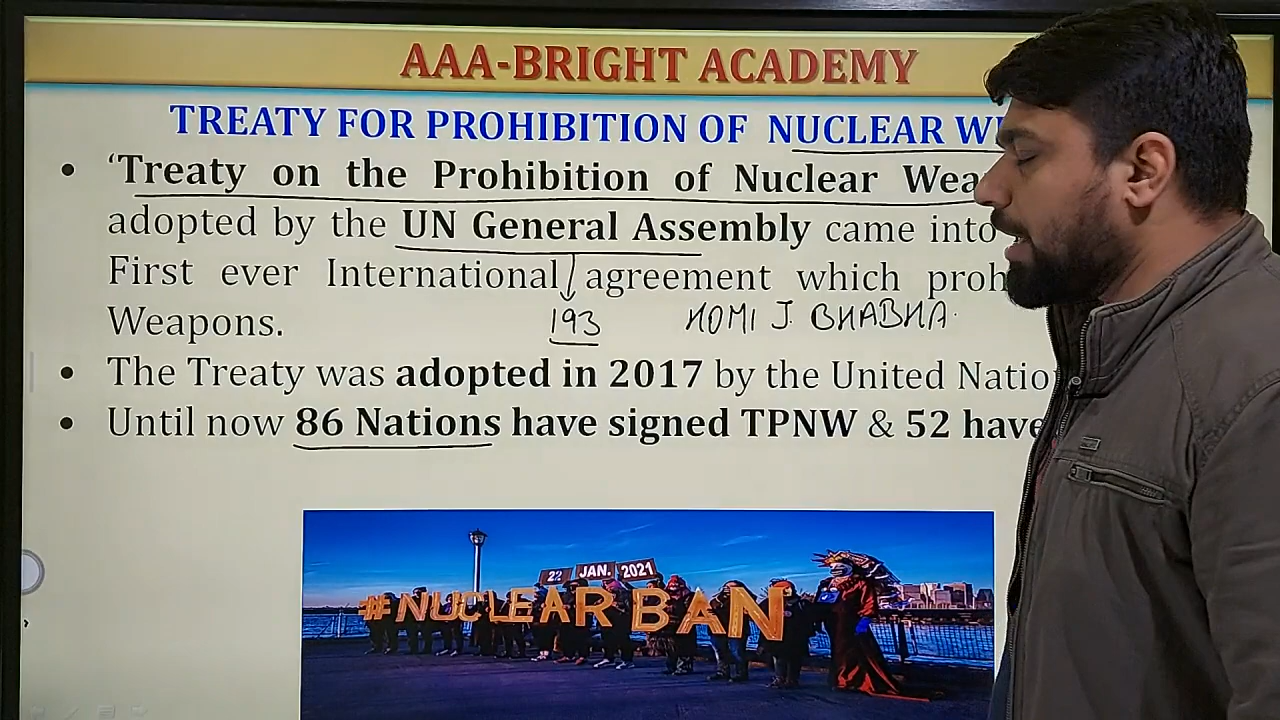 AAA-BRIGHT ACADEMY
TREATY FOR PROHIBITION OF NUCLEAR
‘Treaty on the Prohibition of Nuclear
adopted by the UN General Assembly came into
First ever International agreement which
Weapons.
193 HOMI J. BHABHA.
The Treaty was adopted in 2017 by the United
Until now 86 Nations have signed TPNW & 52 have
22 JAN. 2021
#NUCLEAR BAN